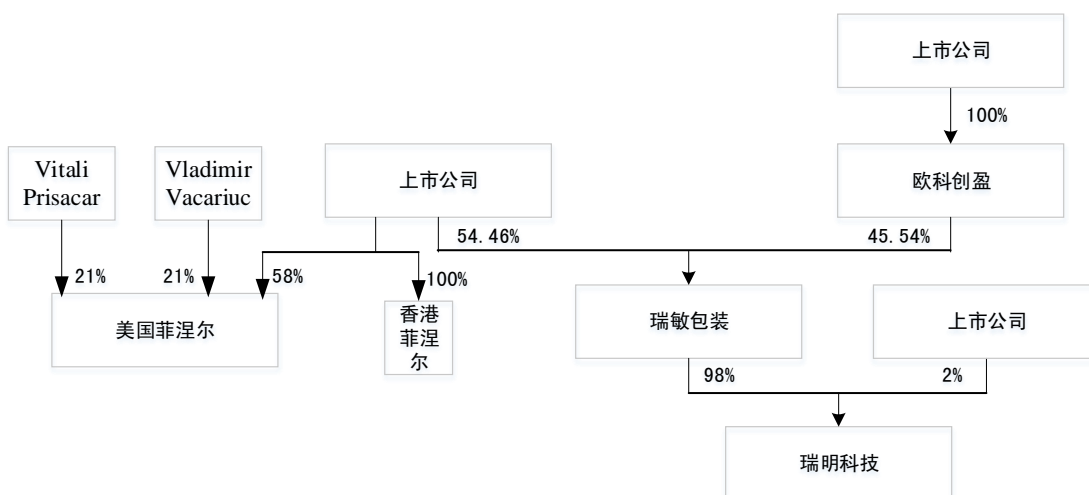 上市公司
100%
Vitali
Prisacar
Vladimir
Vacariuc
上市公司
欧科创盈
54.46%
45.54%
21%
21%
58%
100%
美国菲涅尔
香港
菲涅
尔
瑞敏包装
上市公司
98%
2%
瑞明科技